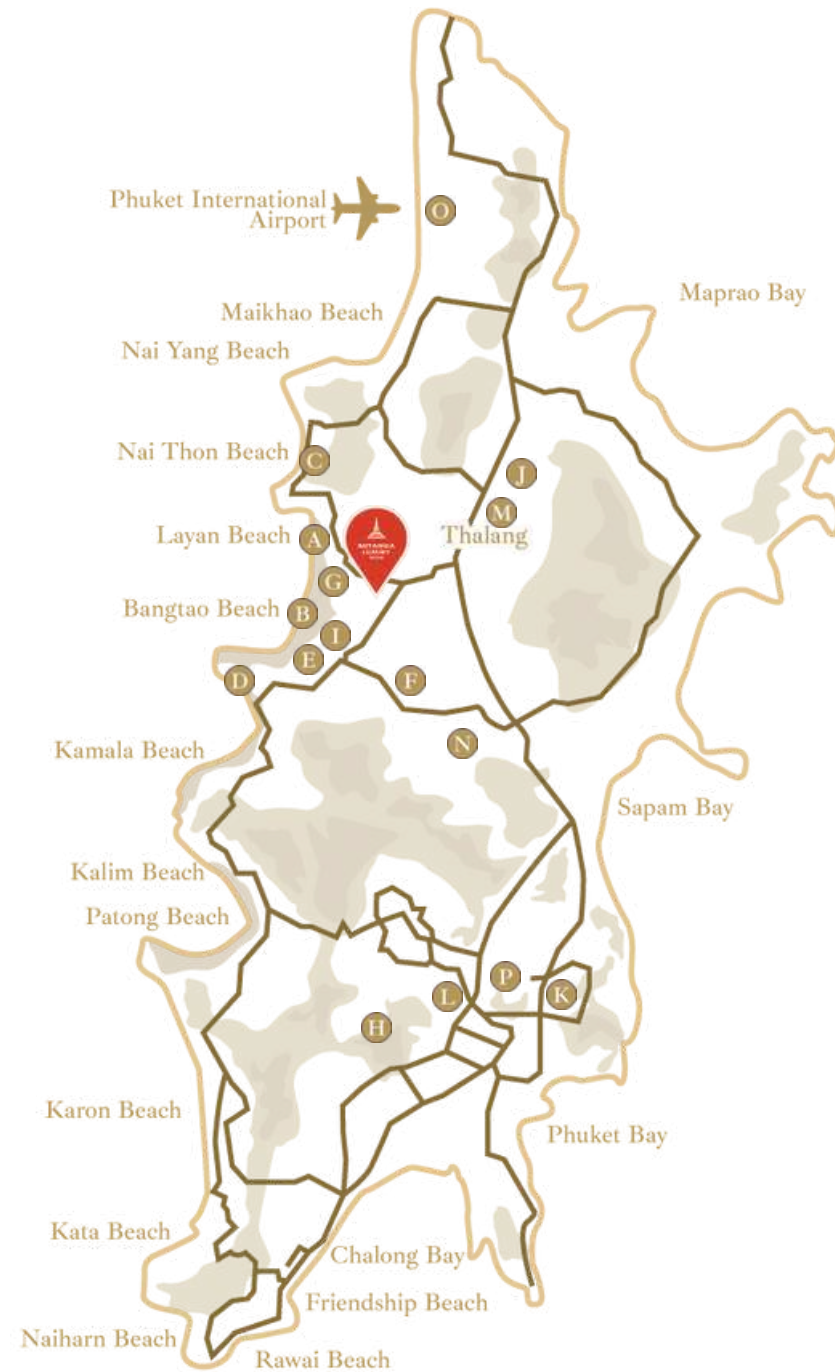 Phuket International
Airport
O
Maprao Bay
Maikhao Beach
Nai Yang Beach
Nai Thon Beach
C
J
M
Layan Beach
A
Thalang
G
Bangtao Beach
B
I
E
D
F
Kamala Beach
N
Sapam Bay
Kalim Beach
Patong Beach
P
L
K
H
Karon Beach
Phuket Bay
Kata Beach
Chalong Bay
Friendship Beach
Naiharn Beach
Rawai Beach